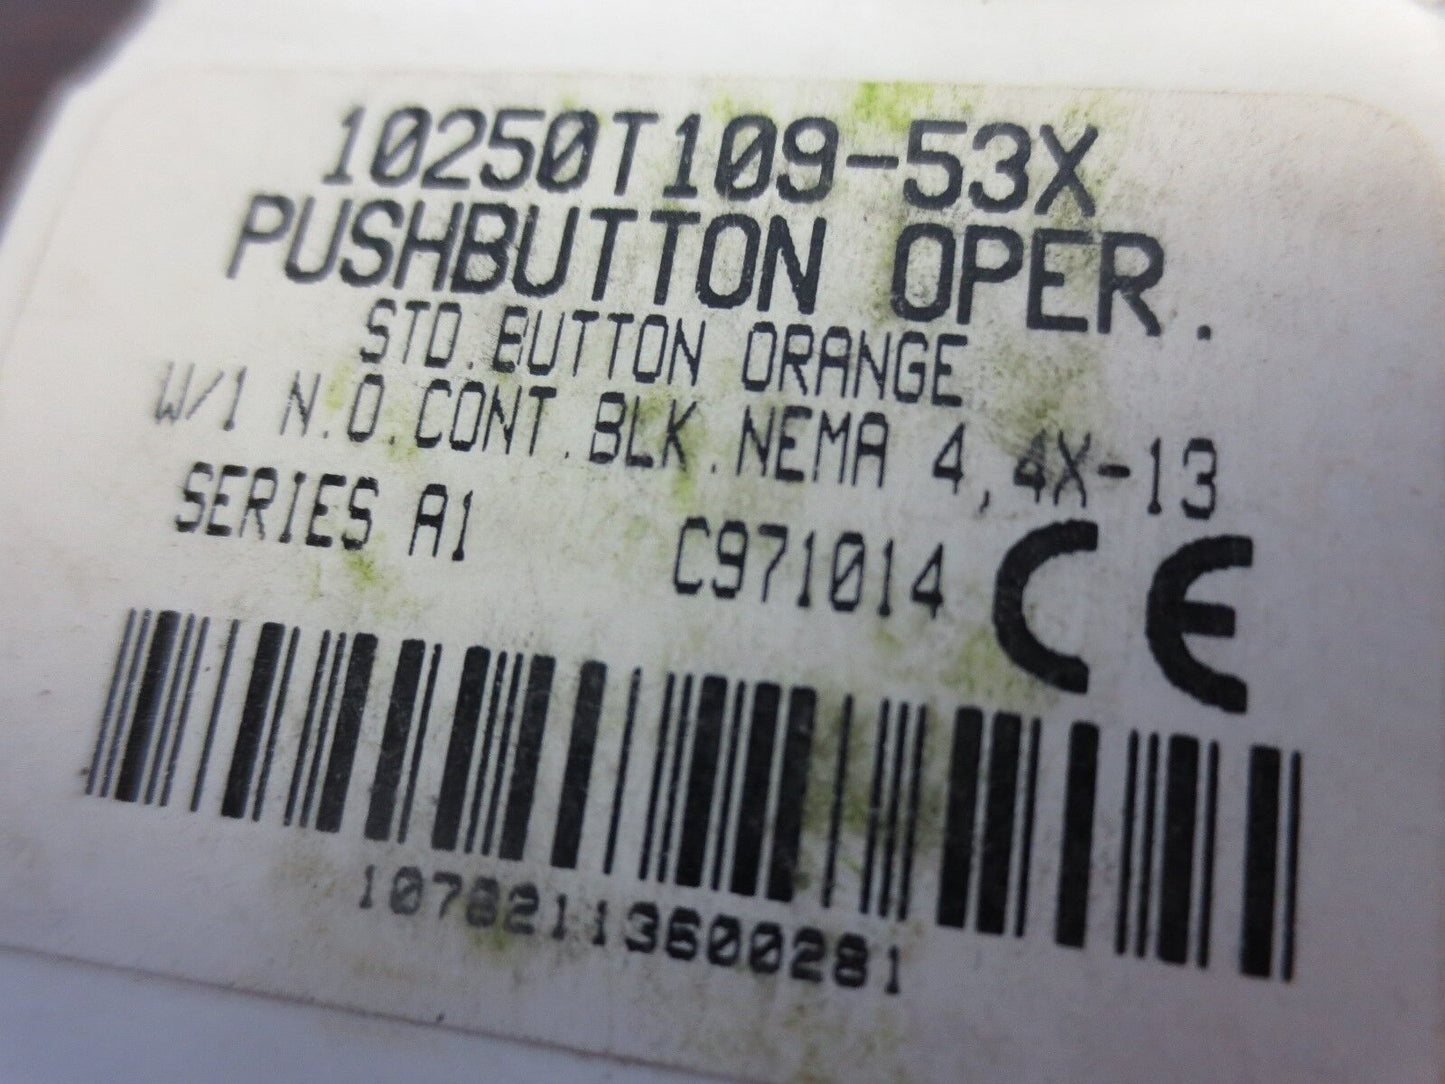 10250T109-53X
PUSHBUTTON OPER.
STD.BUTTON ORANGE
W/1 N.O.CONT.BLK.NEMA 4,4X-13
SERIES A1 C971014 CE
10782113600281